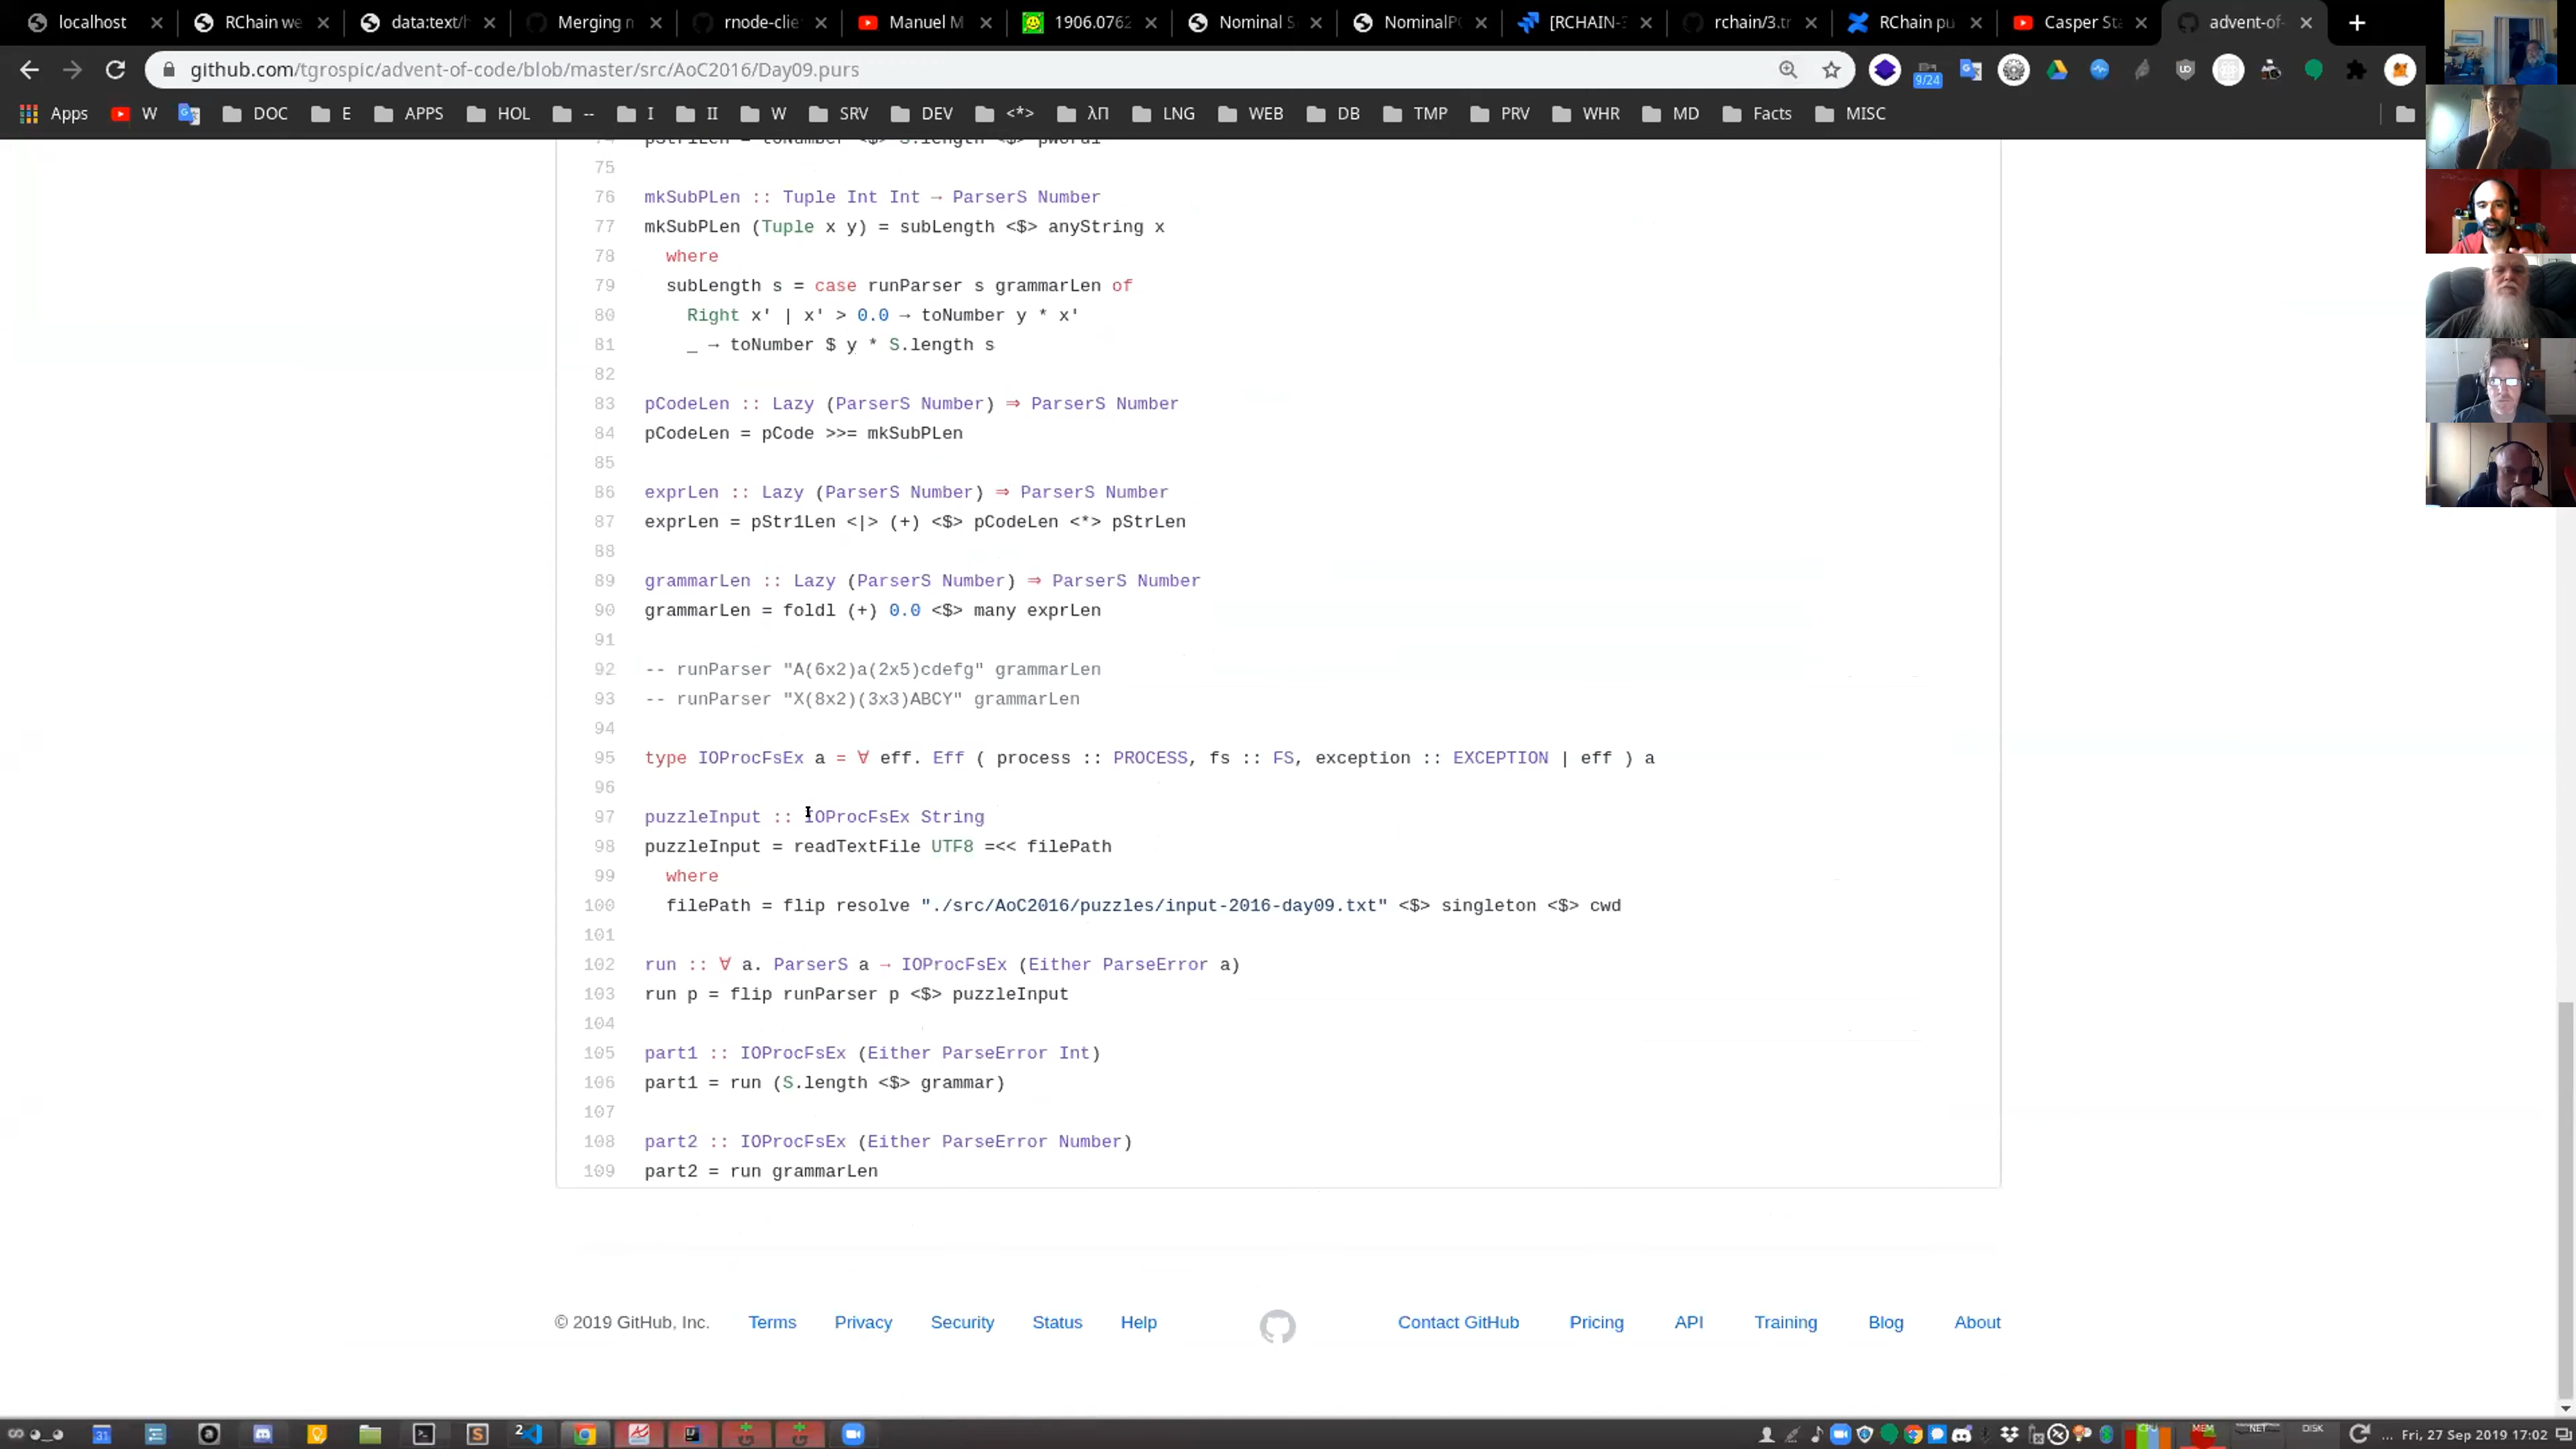 localhost
RChain we
data:text/h
Merging n
rnode-clie
Manuel M
1906.0762
Nominal S
NominalP
[RCHAIN-
rchain/3.tr
RChain pu
Casper Sta
advent-of-
github.com/tgrospic/advent-of-code/blob/master/src/AoC2016/Day09.purs
9/24
Apps
W
DOC
E
APPS
HOL
--
I
II
W
SRV
DEV
<*>
λΠ
LNG
WEB
DB
TMP
PRV
WHR
MD
Facts
MISC
75
76 mkSubPLen :: Tuple Int Int → ParserS Number
77 mkSubPLen (Tuple x y) = subLength <$> anyString x
78 where
79 subLength s = case runParser s grammarLen of
80 Right x' | x' > 0.0 → toNumber y * x'
81 _ → toNumber $ y * S.length s
82
83 pCodeLen :: Lazy (ParserS Number) ⇒ ParserS Number
84 pCodeLen = pCode >>= mkSubPLen
85
86 exprLen :: Lazy (ParserS Number) ⇒ ParserS Number
87 exprLen = pStr1Len <|> (+) <$> pCodeLen <*> pStrLen
88
89 grammarLen :: Lazy (ParserS Number) ⇒ ParserS Number
90 grammarLen = foldl (+) 0.0 <$> many exprLen
91
92 -- runParser "A(6x2)a(2x5)cdefg" grammarLen
93 -- runParser "X(8x2)(3x3)ABCY" grammarLen
94
95 type IOProcFsEx a = ∀ eff. Eff ( process :: PROCESS, fs :: FS, exception :: EXCEPTION | eff ) a
96
97 puzzleInput :: IOProcFsEx String
98 puzzleInput = readTextFile UTF8 =<< filePath
99 where
100 filePath = flip resolve "./src/AoC2016/puzzles/input-2016-day09.txt" <$> singleton <$> cwd
101
102 run :: ∀ a. ParserS a → IOProcFsEx (Either ParseError a)
103 run p = flip runParser p <$> puzzleInput
104
105 part1 :: IOProcFsEx (Either ParseError Int)
106 part1 = run (S.length <$> grammar)
107
108 part2 :: IOProcFsEx (Either ParseError Number)
109 part2 = run grammarLen
© 2019 GitHub, Inc.
Terms
Privacy
Security
Status
Help
Contact GitHub
Pricing
API
Training
Blog
About
CPU
MEM
NET
DISK
... Fri, 27 Sep 2019 17:02